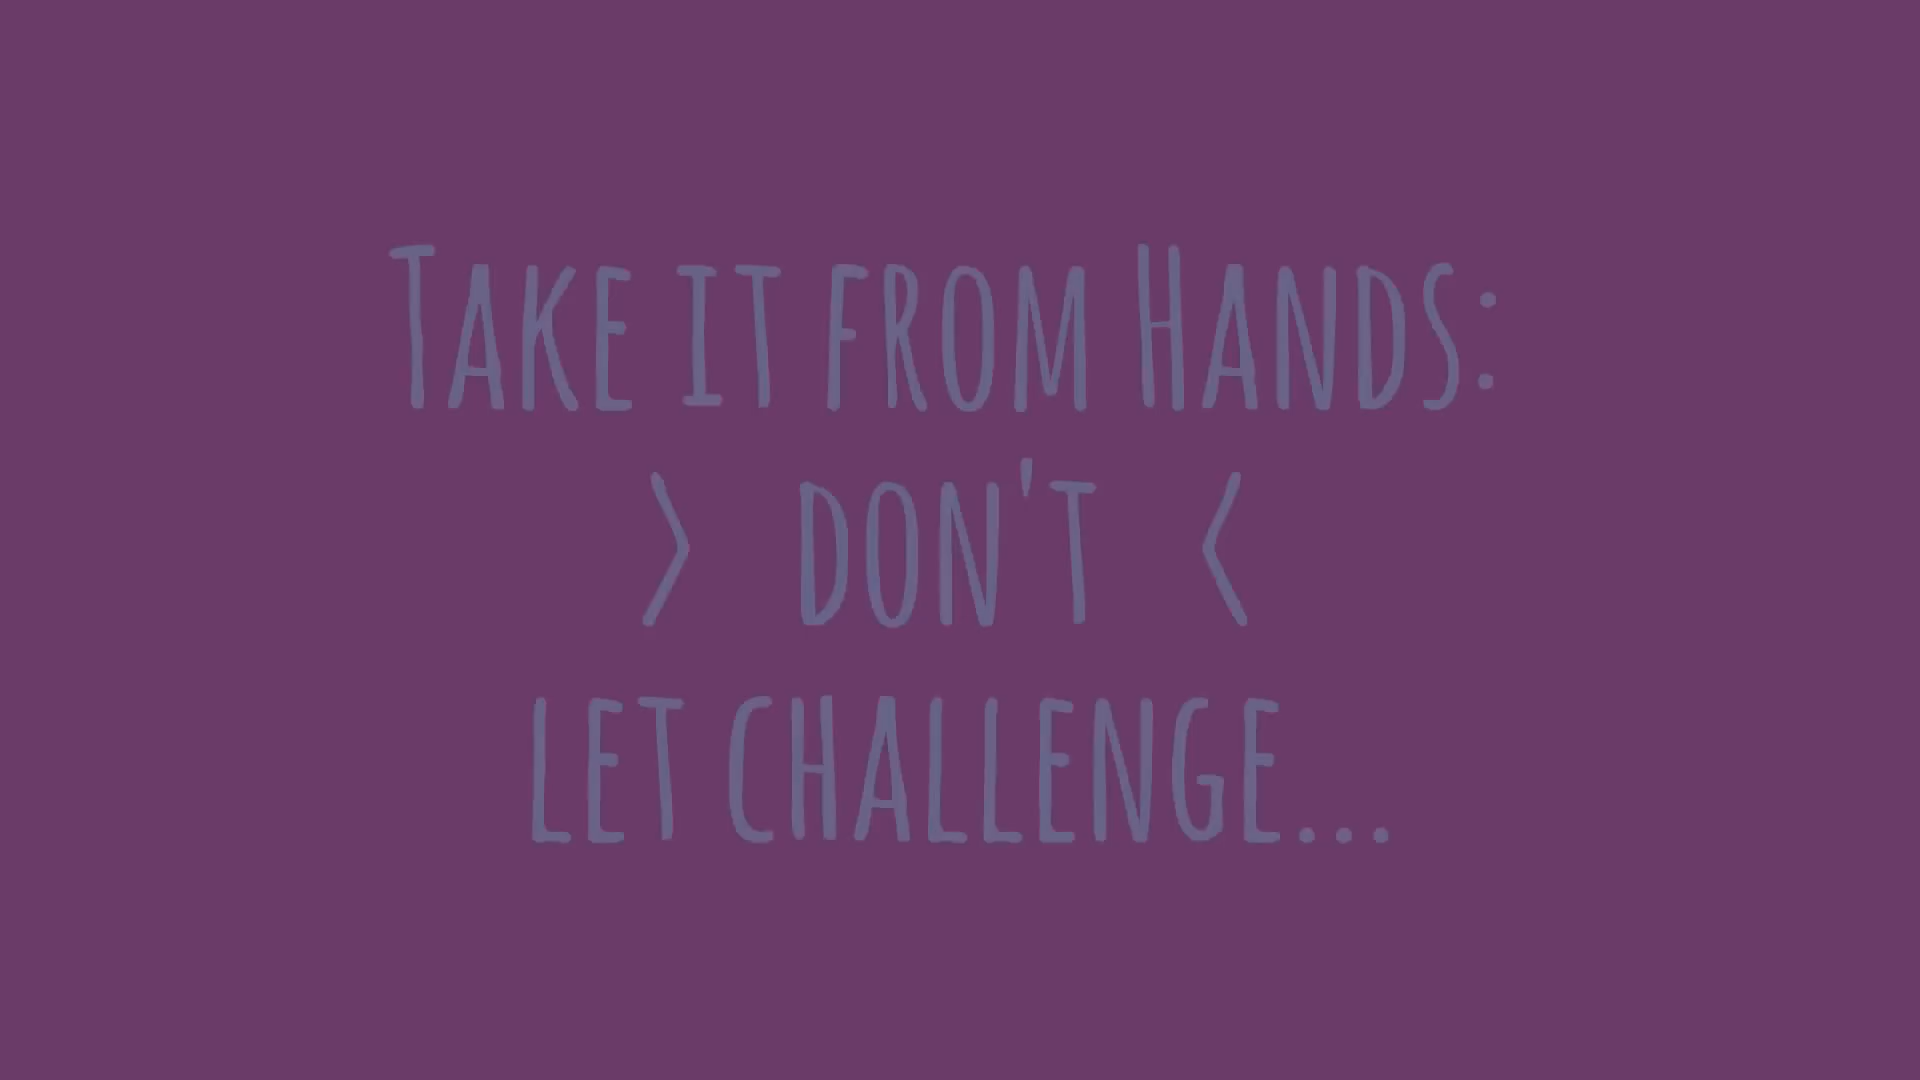 Take it from Hands:
> don't <
let challenge...